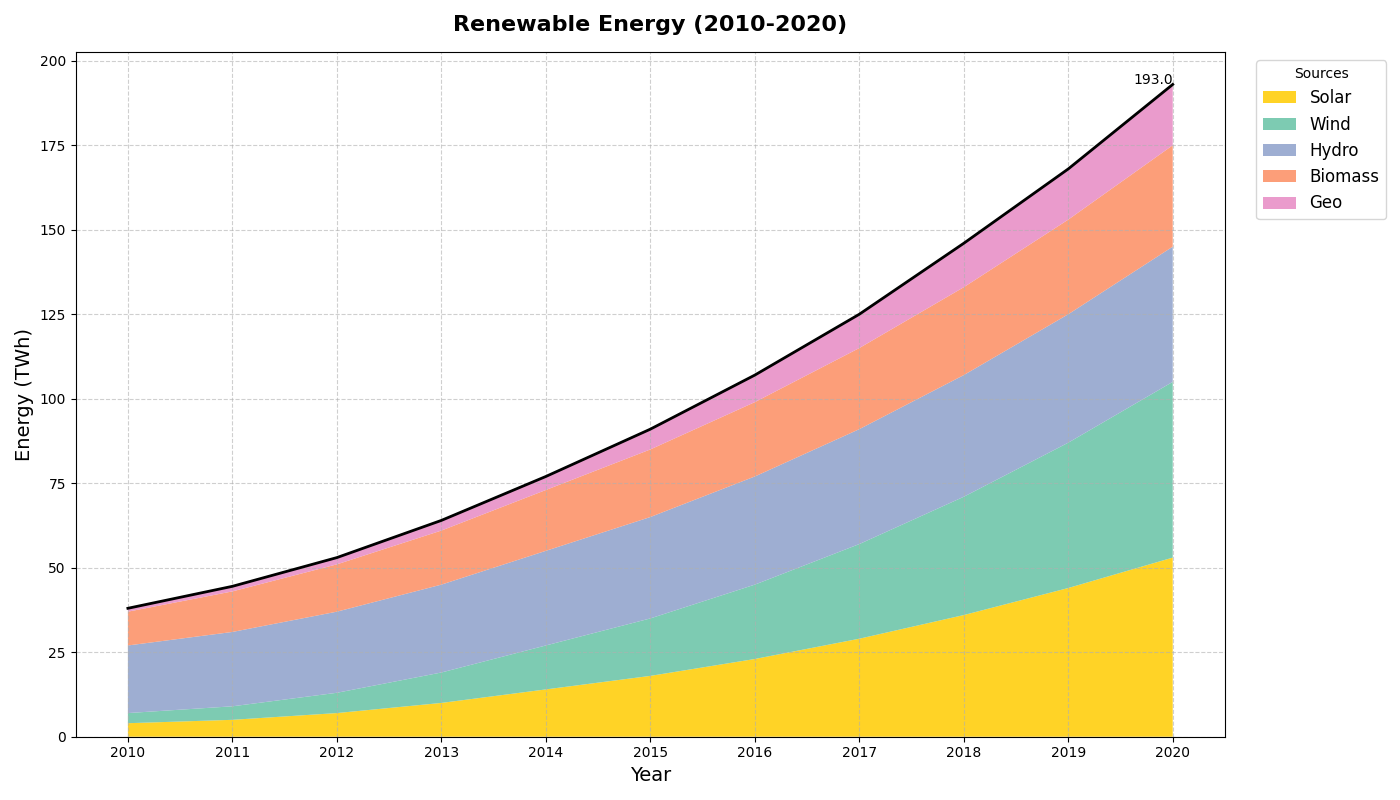 Renewable Energy (2010-2020)
Energy (TWh)
200
175
150
125
100
75
50
25
0
193.0
2010 2011 2012 2013 2014 2015 2016 2017 2018 2019 2020
Year
Sources
Solar
Wind
Hydro
Biomass
Geo